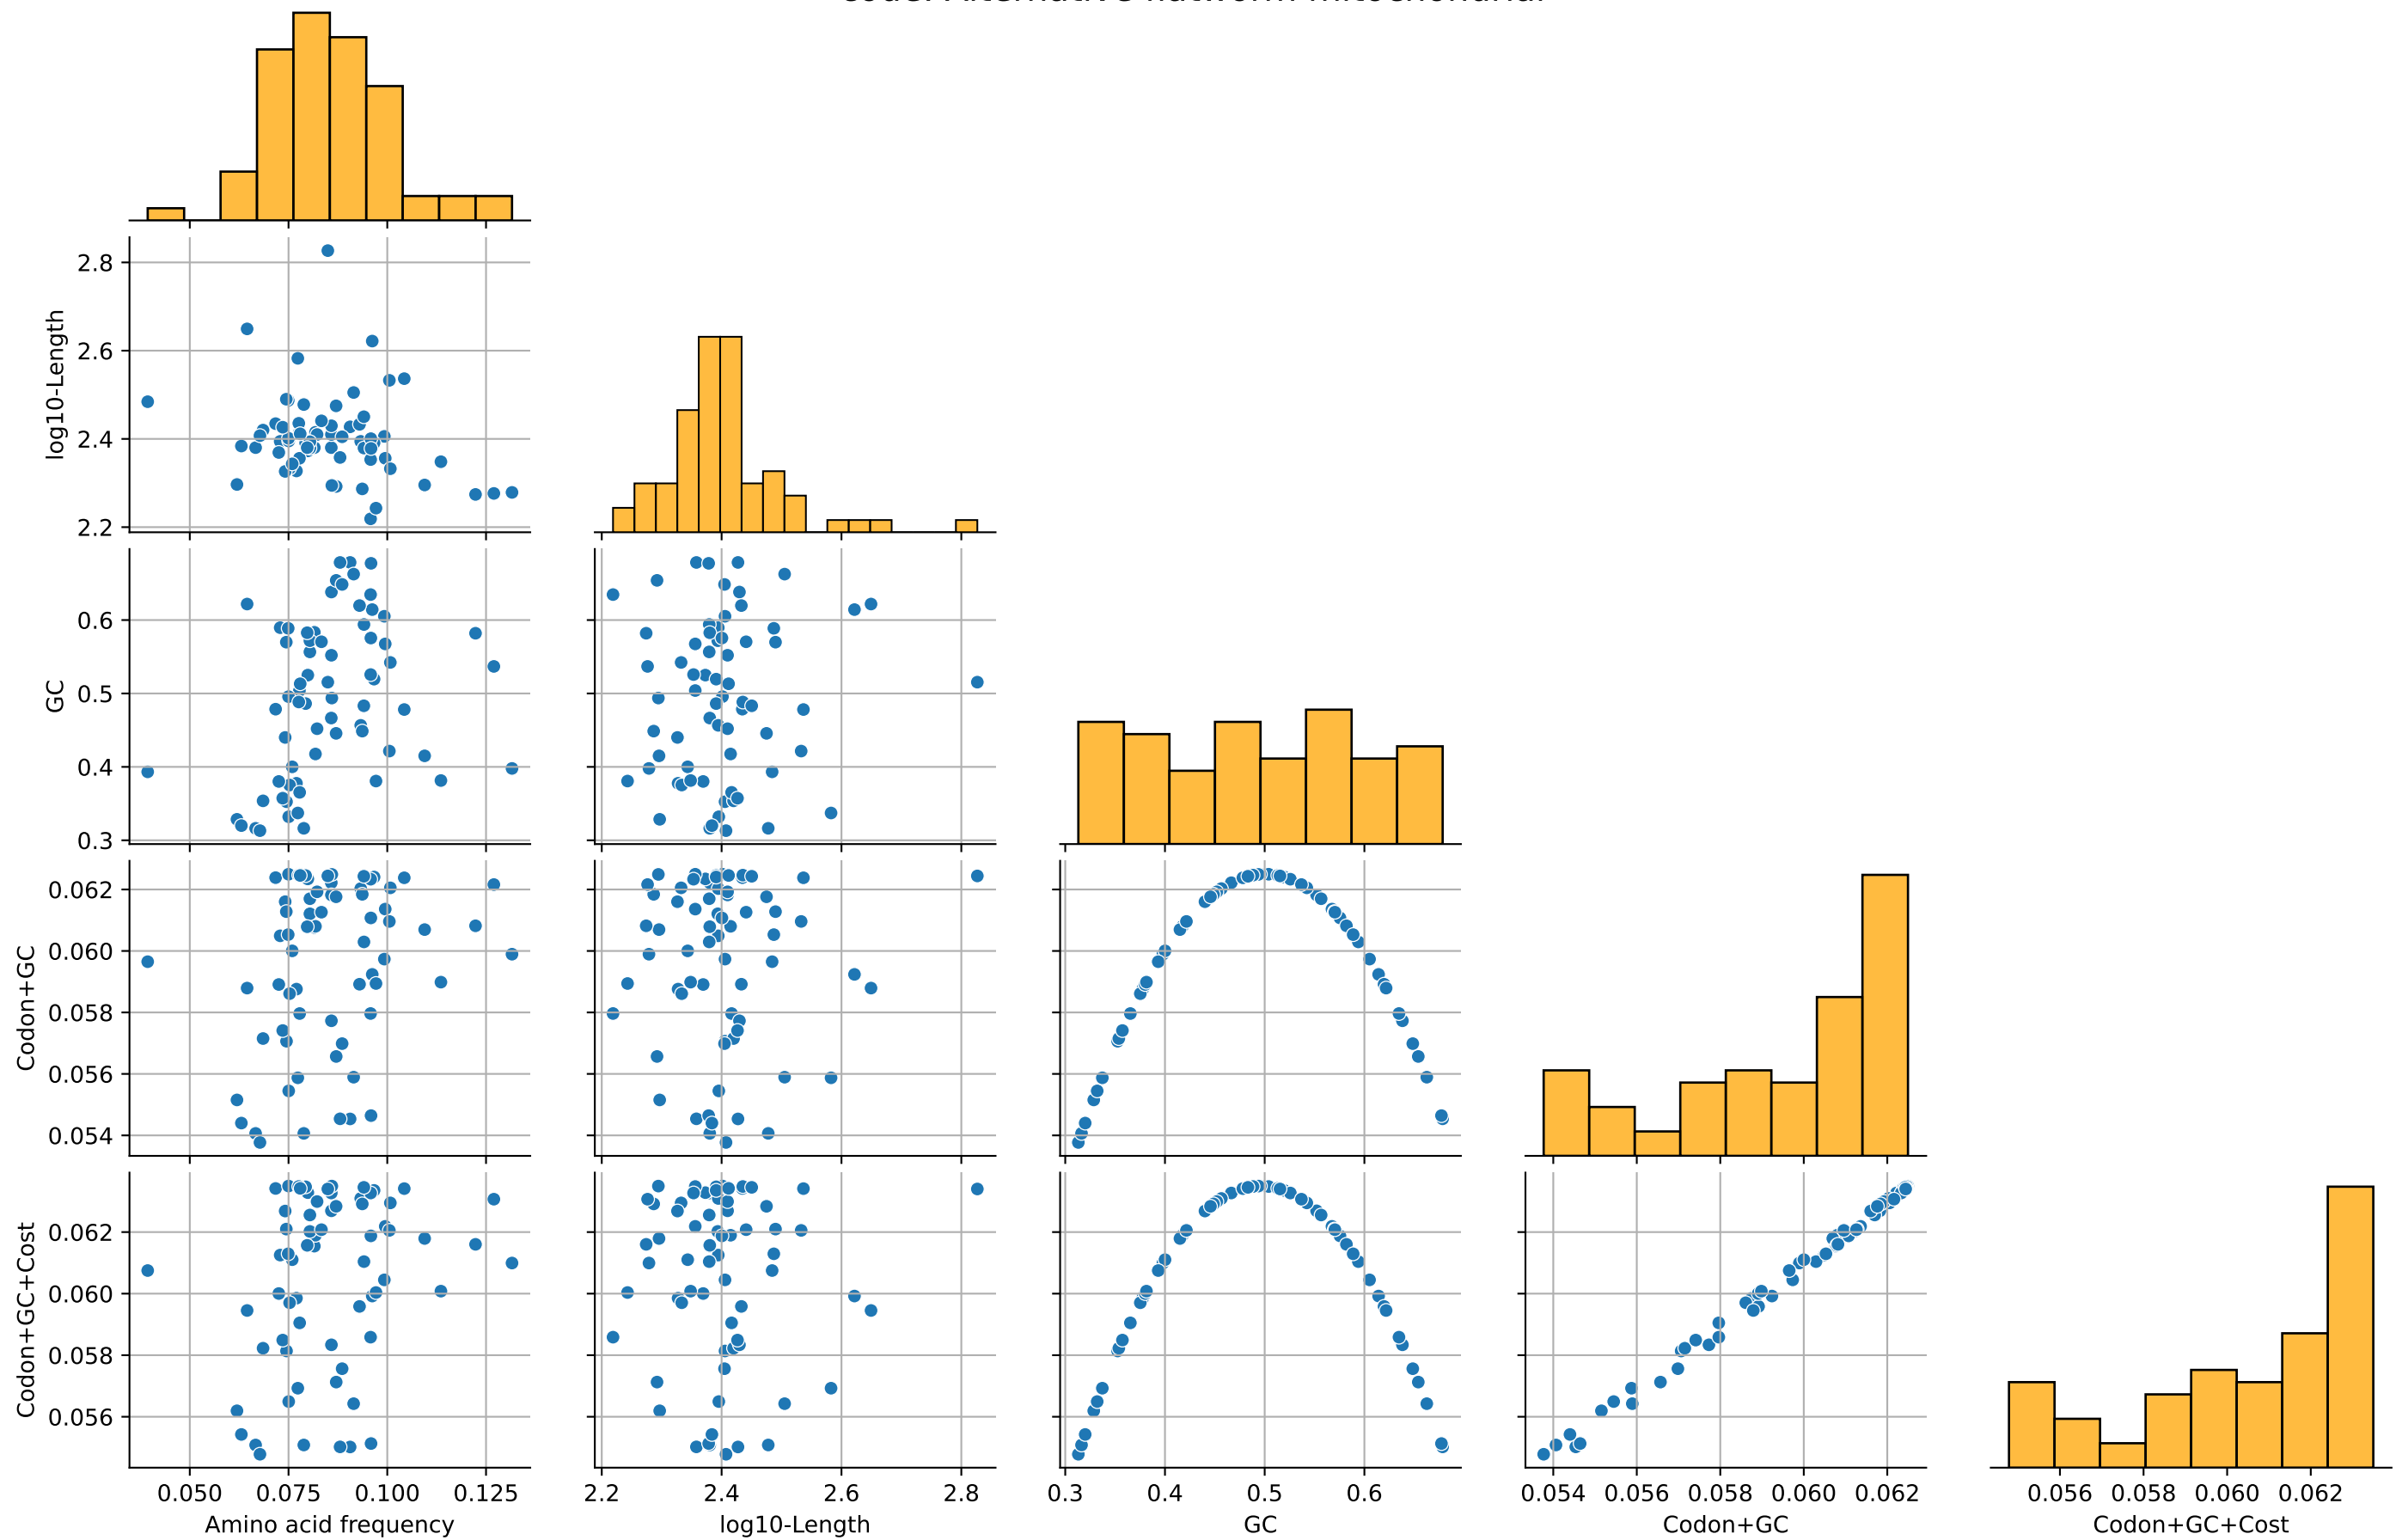 2.8
2.6
2.4
2.2
log10-Length
0.6
0.5
0.4
0.3
GC
0.062
0.060
0.058
0.056
0.054
Codon+GC
0.062
0.060
0.058
0.056
Codon+GC+Cost
0.050 0.075 0.100 0.125
Amino acid frequency
2.2 2.4 2.6 2.8
log10-Length
0.3 0.4 0.5 0.6
GC
0.054 0.056 0.058 0.060 0.062
Codon+GC
0.056 0.058 0.060 0.062
Codon+GC+Cost